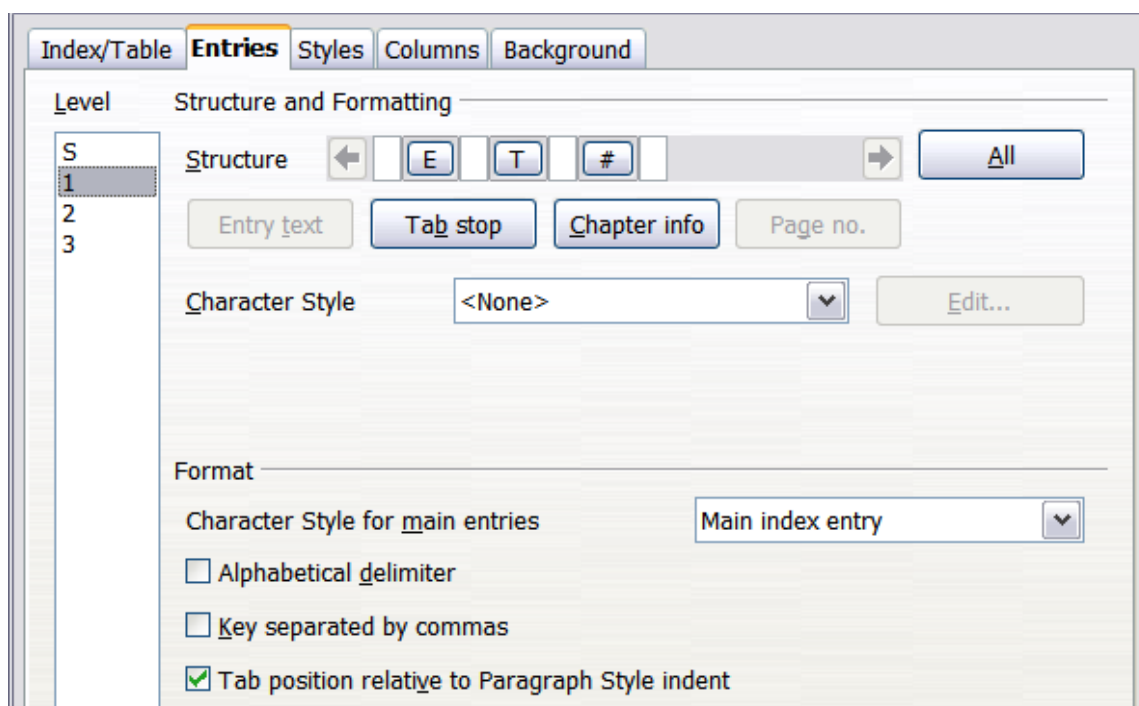 Index/Table Entries Styles Columns Background
Level Structure and Formatting
S
1
2
3
Structure E T # All
Entry text Tab stop Chapter info Page no.
Character Style <None> Edit...
Format
Character Style for main entries Main index entry
Alphabetical delimiter
Key separated by commas
Tab position relative to Paragraph Style indent